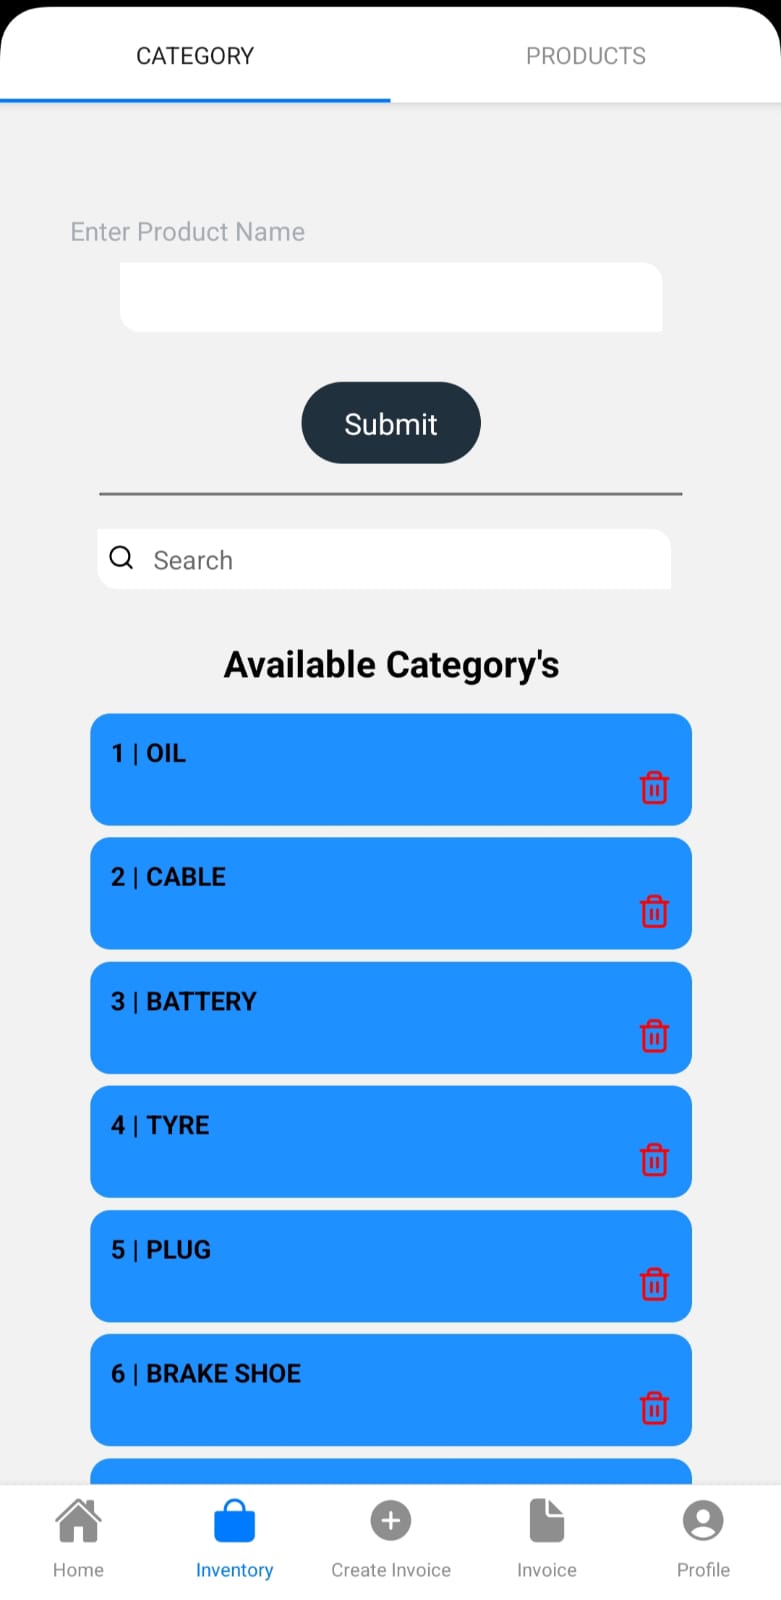 CATEGORY PRODUCTS
Enter Product Name
Submit
Search
Available Category's
1 | OIL
2 | CABLE
3 | BATTERY
4 | TYRE
5 | PLUG
6 | BRAKE SHOE
Home Inventory Create Invoice Invoice Profile